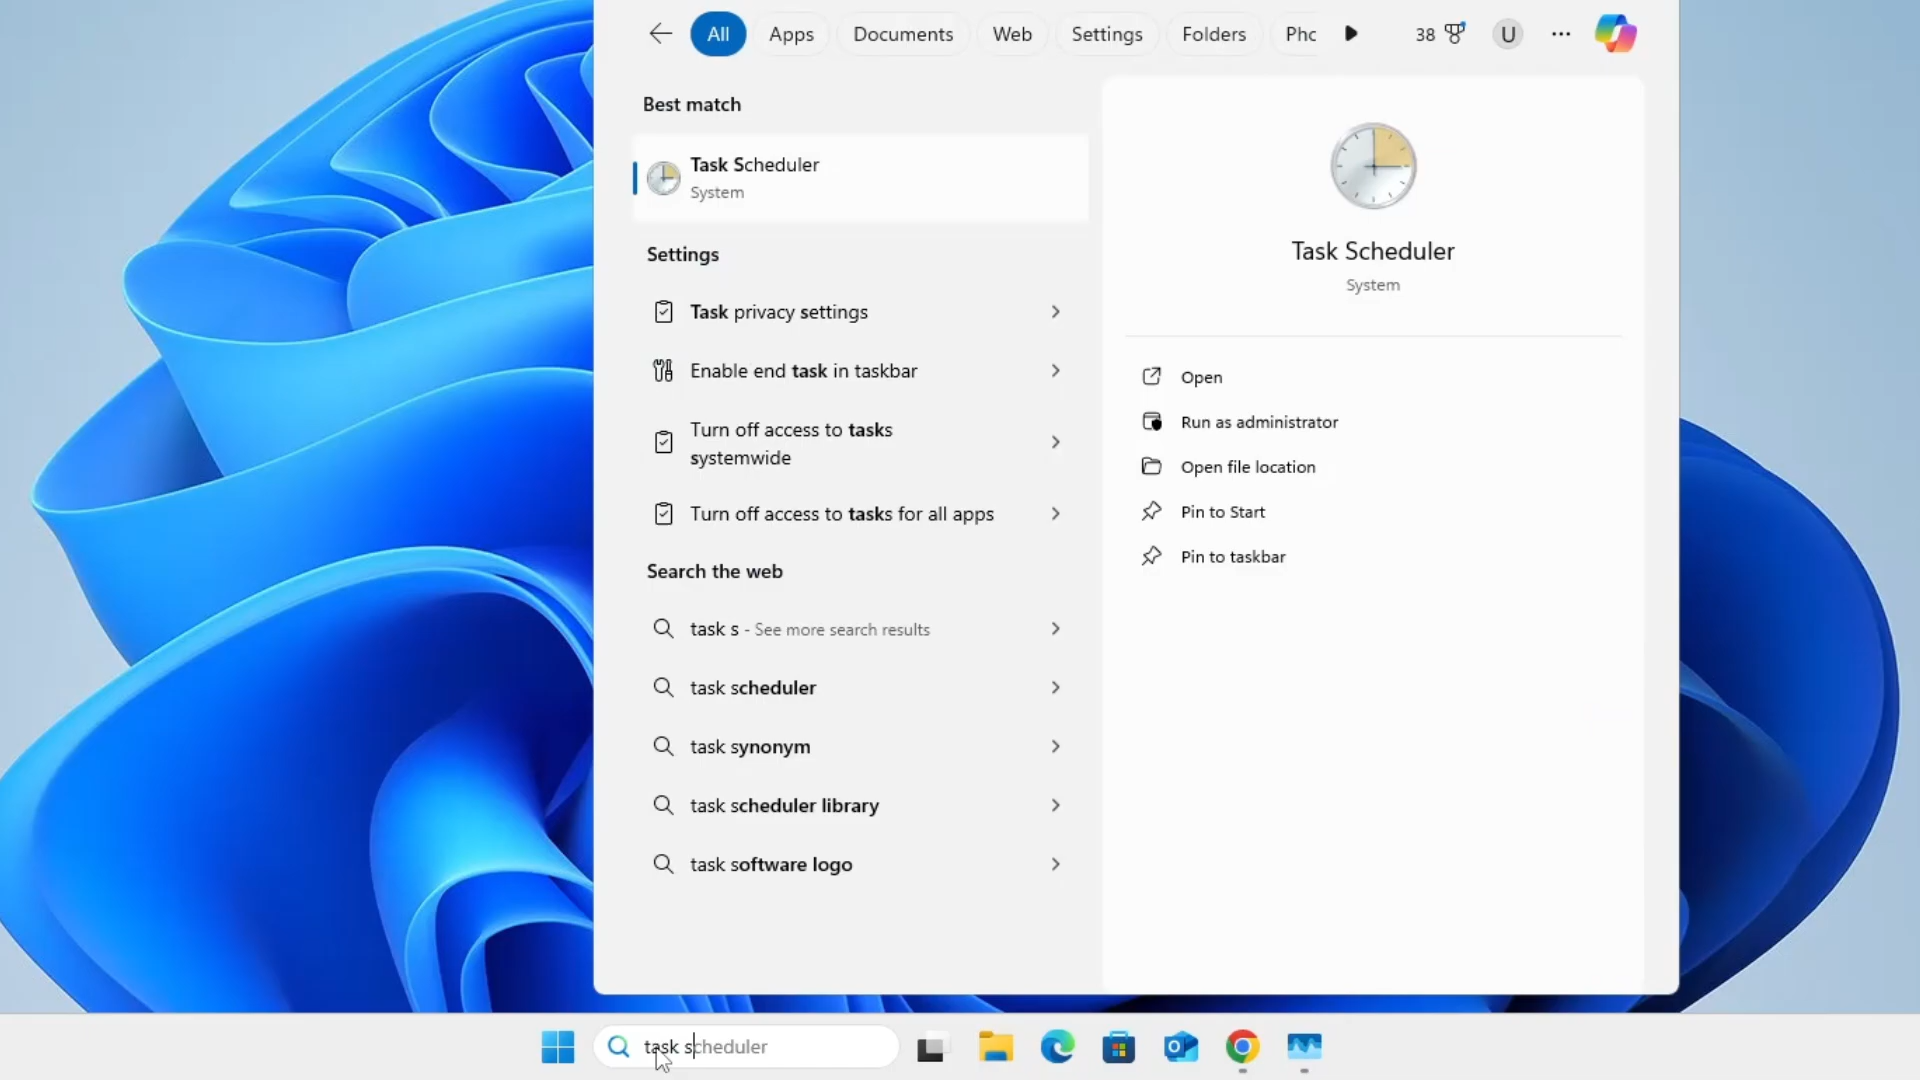 All
Apps
Documents
Web
Settings
Folders
Phc
38
U
Best match
Task Scheduler
System
Settings
Task privacy settings
Enable end task in taskbar
Turn off access to tasks
systemwide
Turn off access to tasks for all apps
Search the web
task s - See more search results
task scheduler
task synonym
task scheduler library
task software logo
Task Scheduler
System
Open
Run as administrator
Open file location
Pin to Start
Pin to taskbar
task scheduler